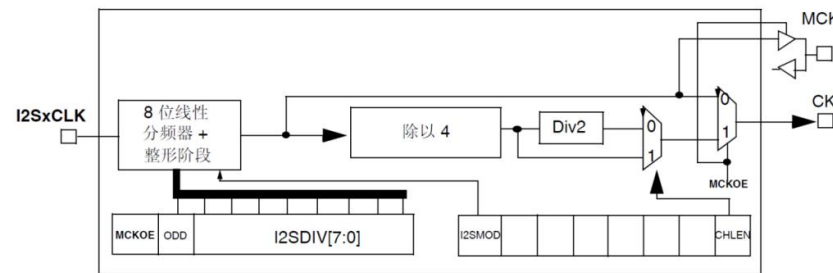 MCK
I2SxCLK
8 位线性
分频器 +
整形阶段
除以 4
Div2
0
1
0
1
CK
MCKOE
MCKOE
ODD
I2SDIV[7:0]
I2SMOD
CHLEN